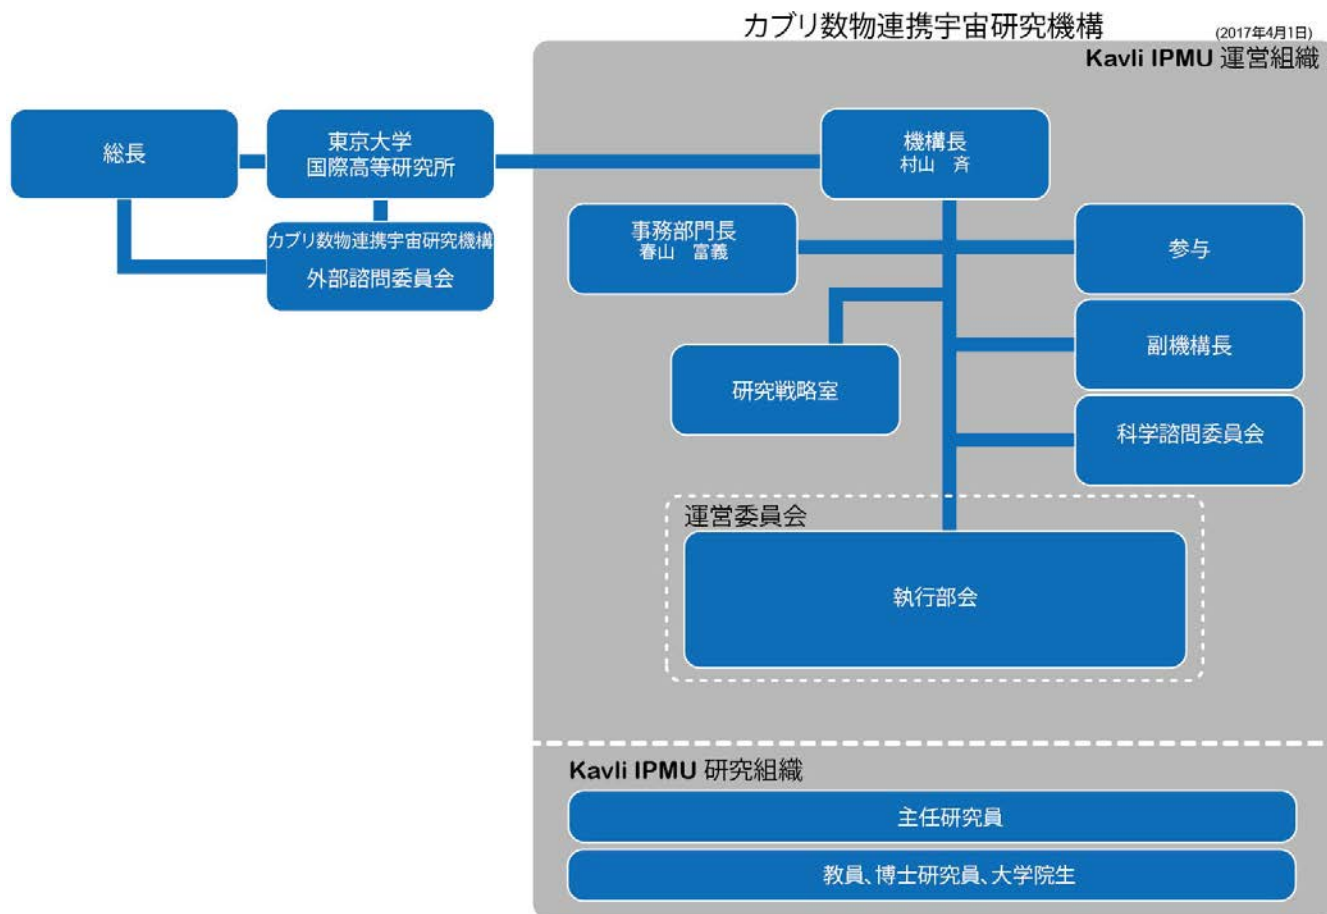 カブリ数物連携宇宙研究機構
(2017年4月1日)
Kavli IPMU 運営組織
総長
東京大学
国際高等研究所
機構長
村山 斉
カブリ数物連携宇宙研究機構
外部諮問委員会
事務部門長
春山 富義
参与
副機構長
研究戦略室
科学諮問委員会
運営委員会
執行部会
Kavli IPMU 研究組織
主任研究員
教員、博士研究員、大学院生